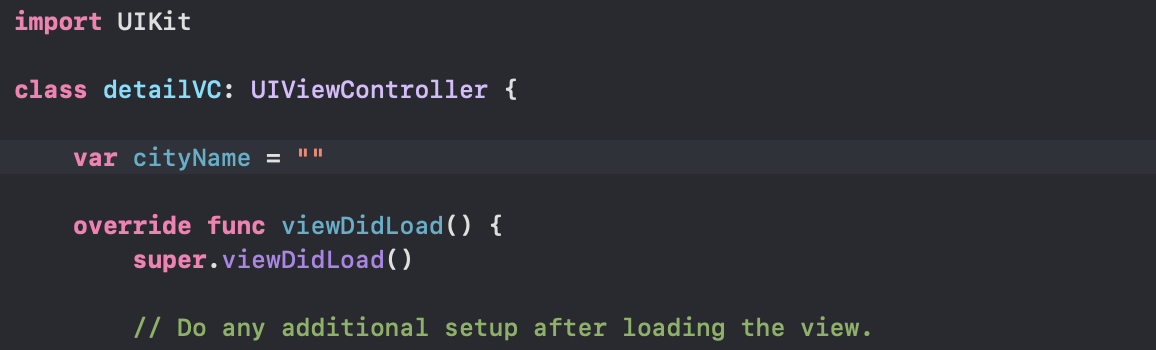 import UIKit
class detailVC: UIViewController {
var cityName = ""
override func viewDidLoad() {
super.viewDidLoad()
// Do any additional setup after loading the view.